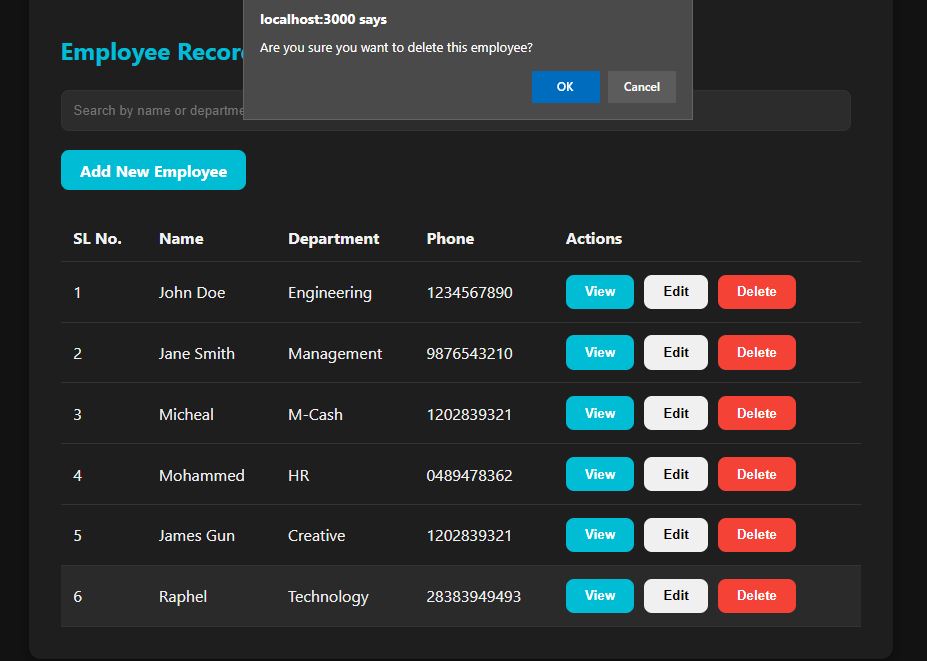 localhost:3000 says
Are you sure you want to delete this employee?
OK Cancel
Employee Recor
Search by name or departme
Add New Employee
SL No. Name Department Phone Actions
1 John Doe Engineering 1234567890 View Edit Delete
2 Jane Smith Management 9876543210 View Edit Delete
3 Micheal M-Cash 1202839321 View Edit Delete
4 Mohammed HR 0489478362 View Edit Delete
5 James Gun Creative 1202839321 View Edit Delete
6 Raphel Technology 28383949493 View Edit Delete